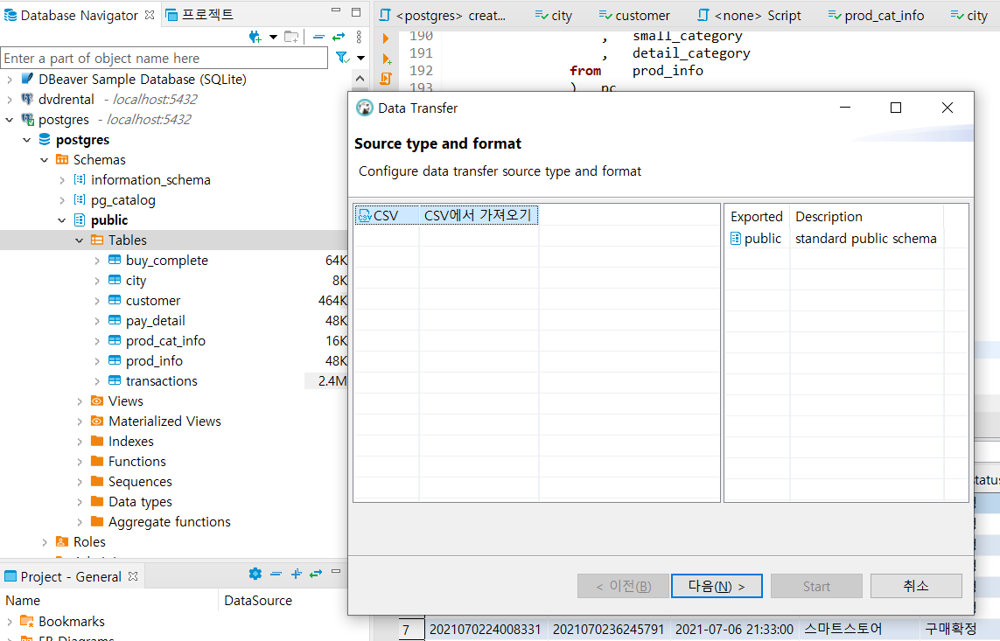 Database Navigator 프로젝트
Enter a part of object name here
DBeaver Sample Database (SQLite)
dvdrental - localhost:5432
postgres - localhost:5432
postgres
Schemas
information_schema
pg_catalog
public
Tables
buy_complete 64K
city 8K
customer 464K
pay_detail 48K
prod_cat_info 16K
prod_info 48K
transactions 2.4M
Views
Materialized Views
Indexes
Functions
Sequences
Data types
Aggregate functions
Roles
Project - General
Name DataSource
Bookmarks
ER Diagrams
<postgres> creat... city customer <none> Script prod_cat_info city
190 , small_category
191 , detail_category
192 from prod_info
193 ) pc
Data Transfer
Source type and format
Configure data transfer source type and format
CSV CSV에서 가져오기
Exported Description
public standard public schema
< 이전(B) 다음(N) > Start 취소
7 2021070224008331 2021070236245791 2021-07-06 21:33:00 스마트스토어 구매확정